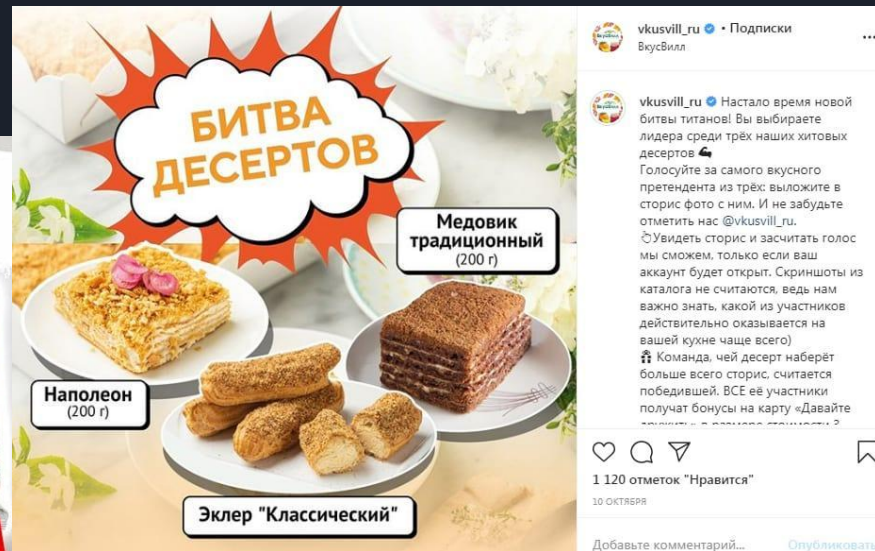 БИТВА
ДЕСЕРТОВ
Медовик
традиционный
(200 г)
Наполеон
(200 г)
Эклер "Классический"
vkusvill_ru • Подписки
ВкусВилл
vkusvill_ru Настало время новой
битвы титанов! Вы выбираете
лидера среди трёх наших хитовых
десертов
Голосуйте за самого вкусного
претендента из трёх: выложите в
сторис фото с ним. И не забудьте
отметить нас @vkusvill_ru.
Увидеть сторис и засчитать голос
мы сможем, только если ваш
аккаунт будет открыт. Скриншоты из
каталога не считаются, ведь нам
важно знать, какой из участников
действительно оказывается на
вашей кухне чаще всего)
Команда, чей десерт наберёт
больше всего сторис, считается
победившей. ВСЕ её участники
получат бонусы на карту «Давайте
1 120 отметок "Нравится"
10 ОКТЯБРЯ
Добавьте комментарий...
Опубликовать